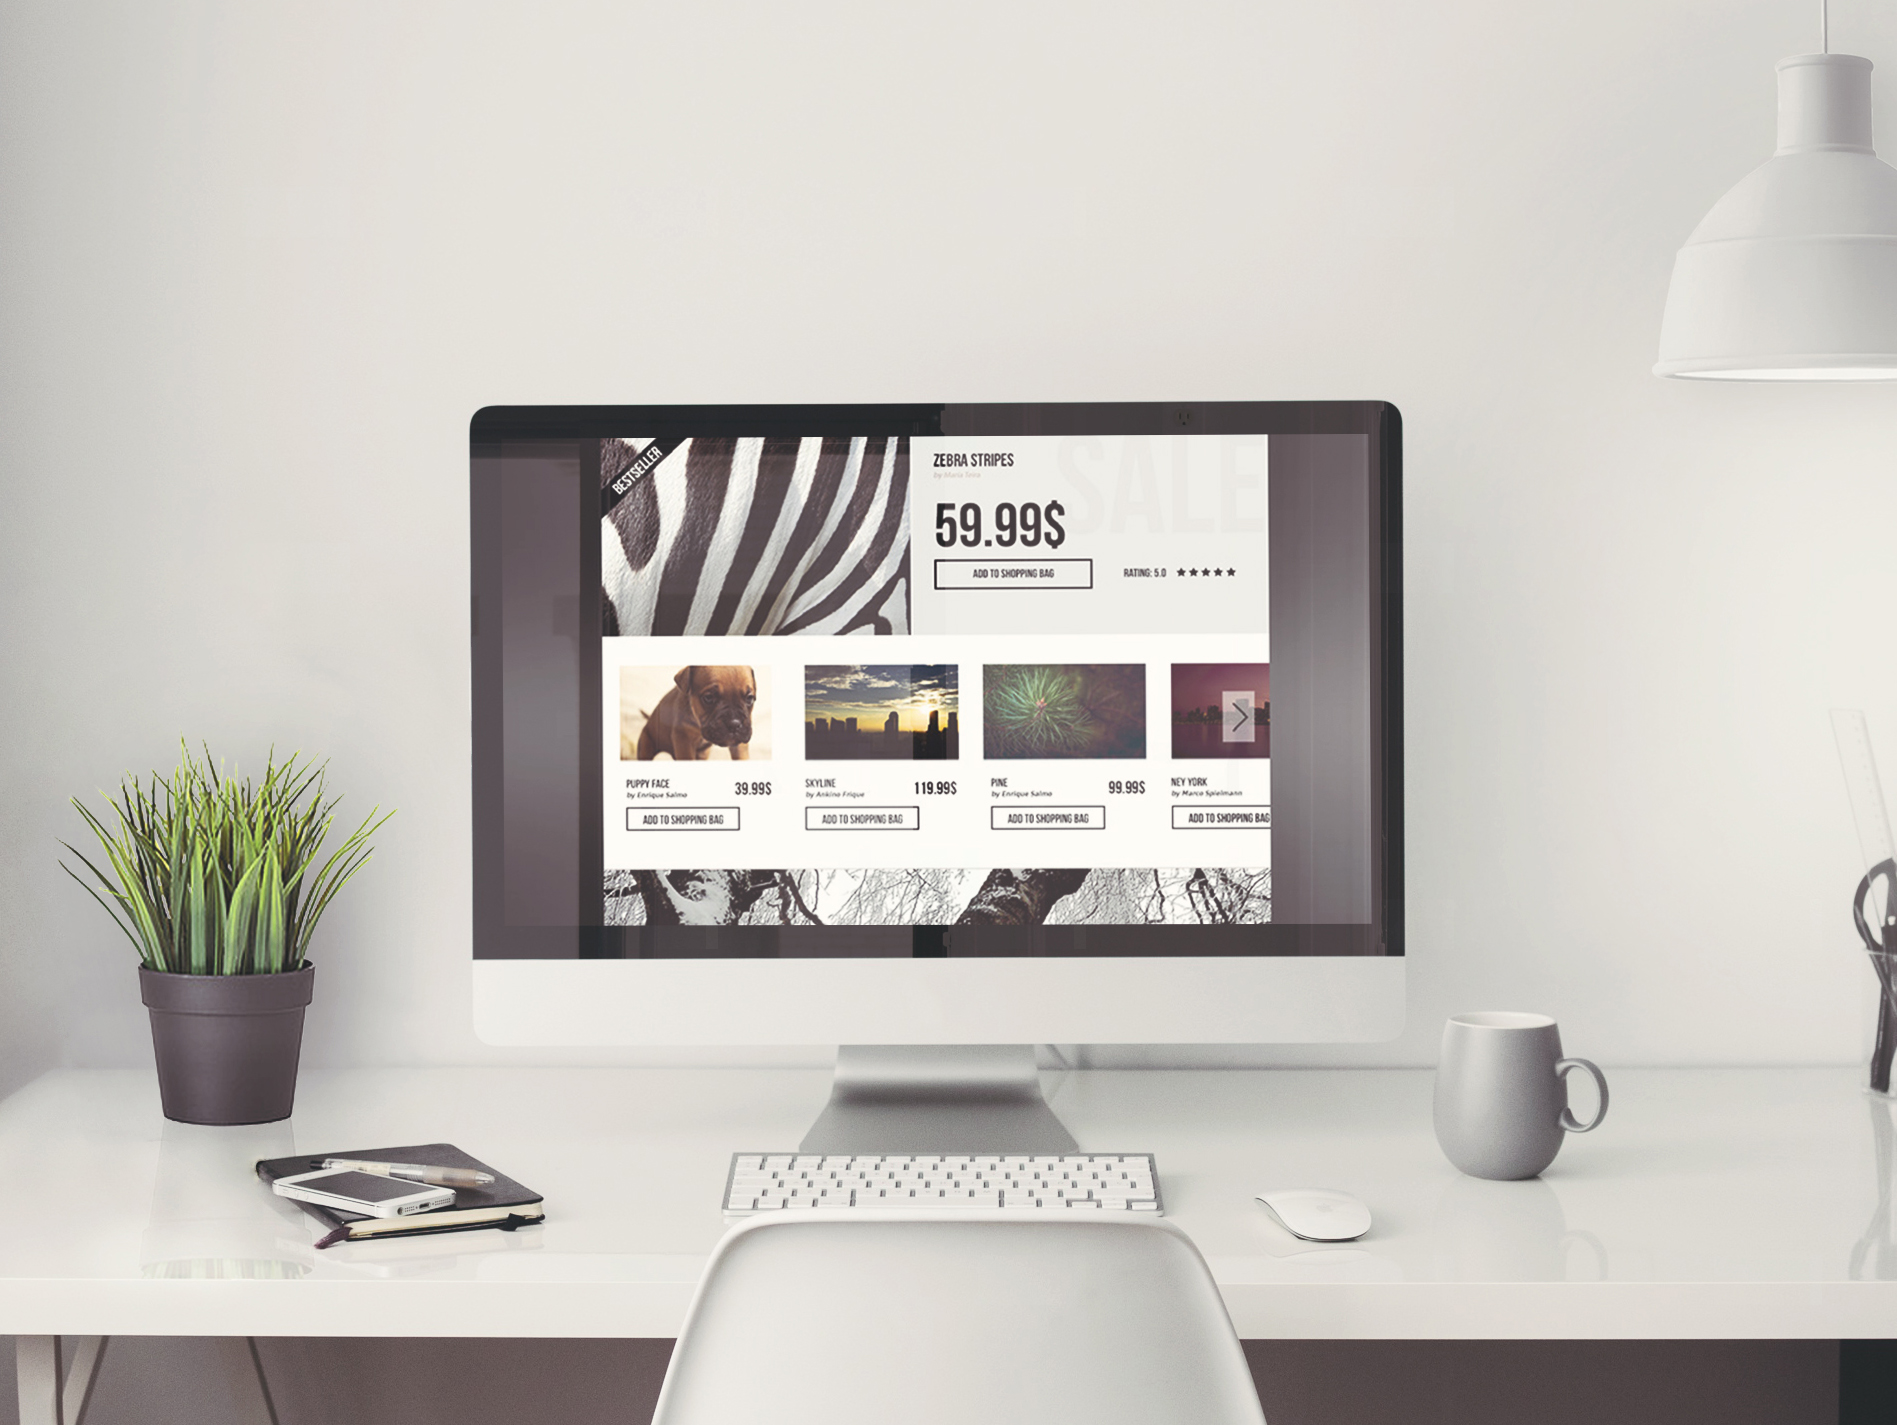 BESTSELLER
ZEBRA STRIPES
by Maria Teea
SALE
59.99$
ADD TO SHOPPING BAG
RATING: 5.0 ★★★★★
PUPPY FACE
by Enrique Salmo
39.99$
ADD TO SHOPPING BAG
SKYLINE
by Ankino Frique
119.99$
ADD TO SHOPPING BAG
PINE
by Enrique Salmo
99.99$
ADD TO SHOPPING BAG
NEY YORK
by Marco Spielmann
ADD TO SHOPPING BAG